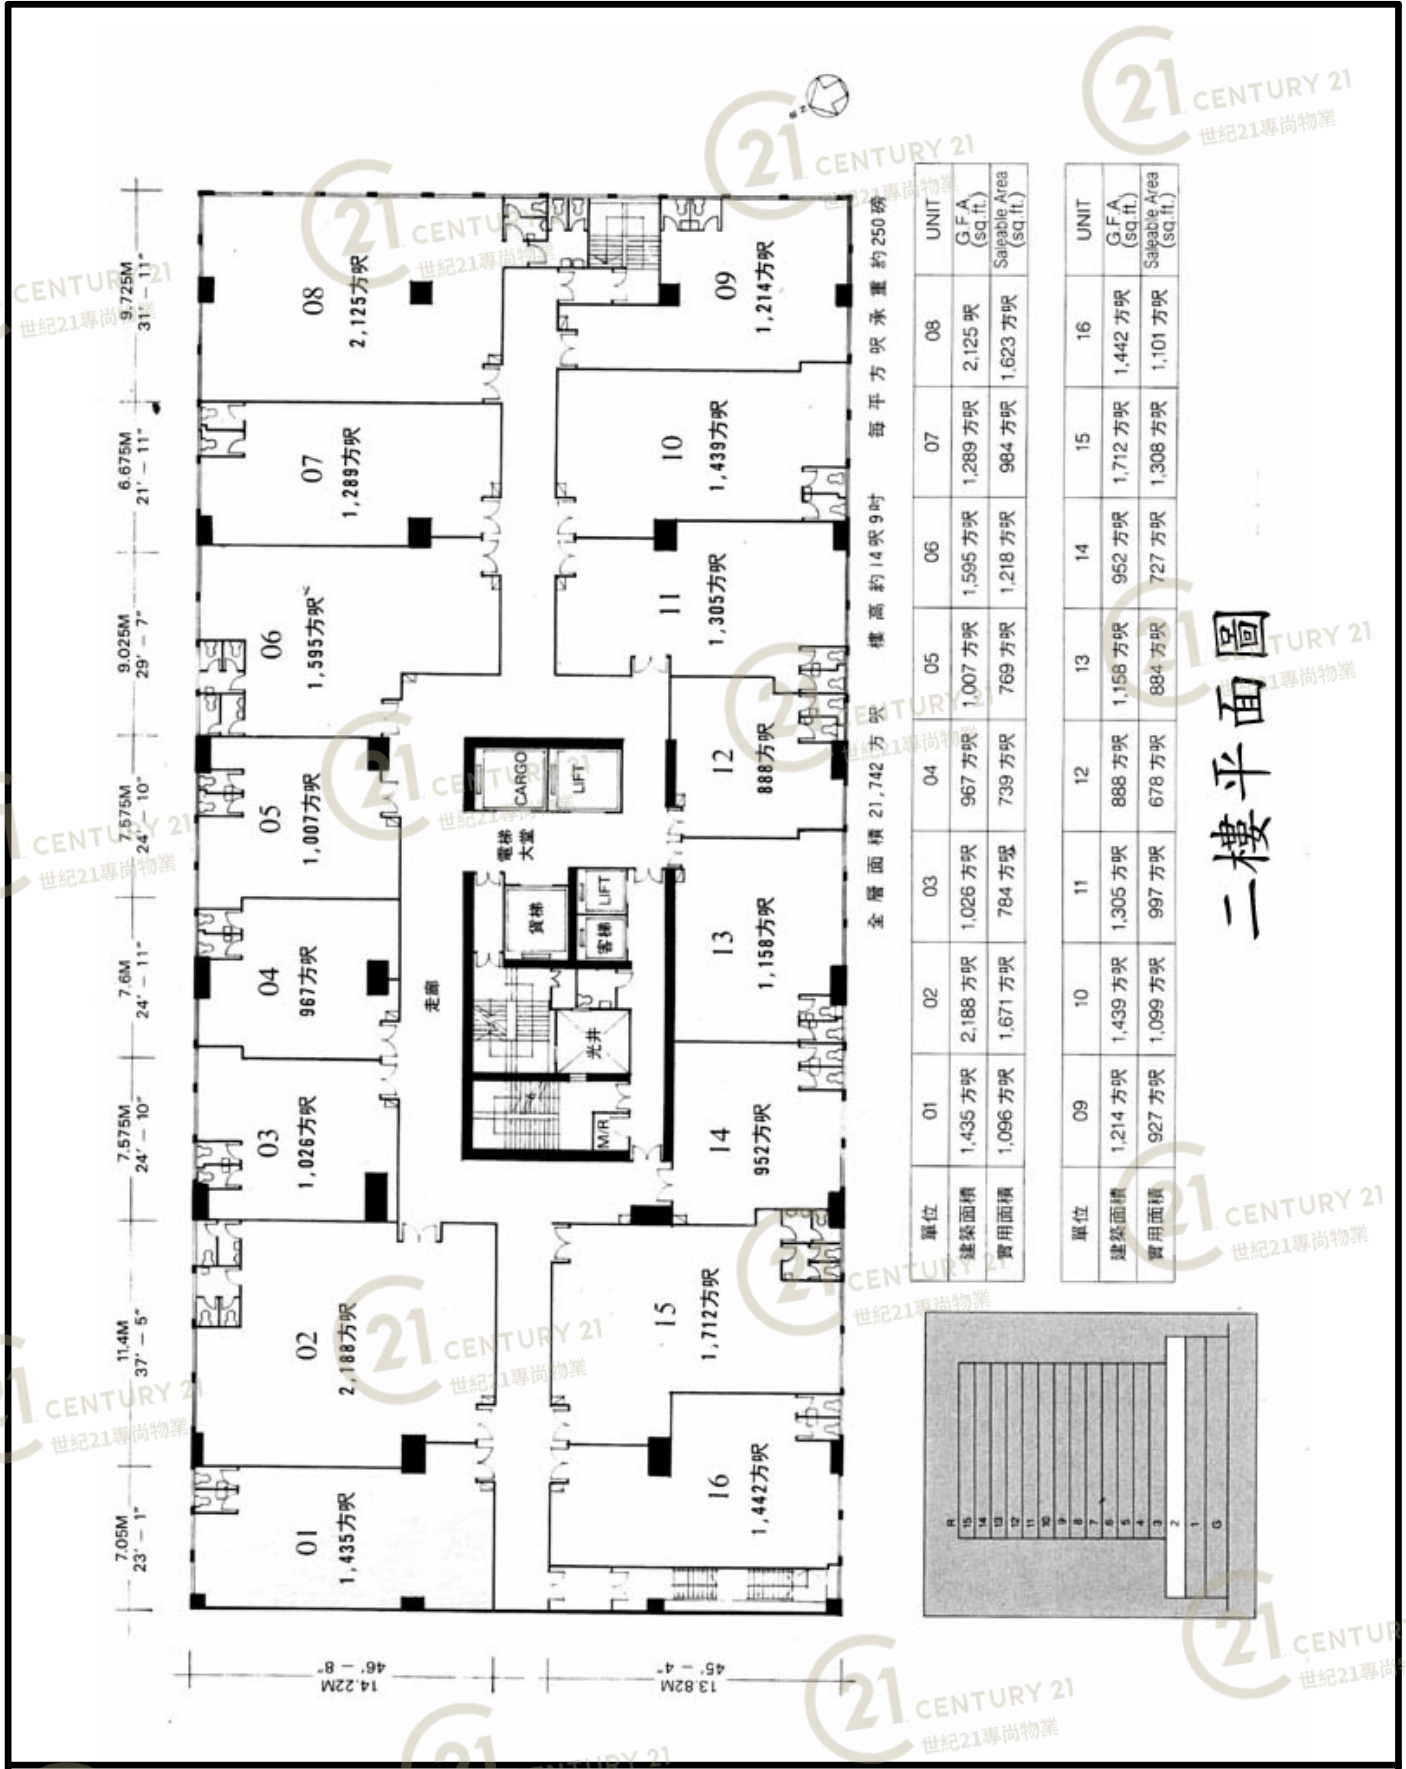 二樓平面圖
9.725M
31' – 11"
6.675M
21' – 11"
9.025M
29' – 7"
7.575M
24' – 10"
7.6M
24' – 11"
7.575M
24' – 10"
11.4M
37' – 5"
7.05M
23' – 1"
14.22M
46' – 8"
13.82M
45' – 4"
08
2,125方呎
07
1,289方呎
06
1,595方呎
05
1,007方呎
04
967方呎
03
1,026方呎
02
2,188方呎
01
1,435方呎
09
1,214方呎
10
1,439方呎
11
1,305方呎
12
888方呎
13
1,158方呎
14
952方呎
15
1,712方呎
16
1,442方呎
走廊
電梯
大堂
CARGO
LIFT
貨梯
LIFT
客梯
光井
M/R
全層面積 21,742 方呎 樓高約14呎9吋 每平方呎承重約250磅
單位 01 02 03 04 05 06 07 08 UNIT
建築面積 1,435 方呎 2,188 方呎 1,026 方呎 967 方呎 1,007 方呎 1,595 方呎 1,289 方呎 2,125 呎 G.F.A. (sq.ft.)
實用面積 1,096 方呎 1,671 方呎 784 方呎 739 方呎 769 方呎 1,218 方呎 984 方呎 1,623 方呎 Saleable Area (sq.ft.)
單位 09 10 11 12 13 14 15 16 UNIT
建築面積 1,214 方呎 1,439 方呎 1,305 方呎 888 方呎 1,158 方呎 952 方呎 1,712 方呎 1,442 方呎 G.F.A. (sq.ft.)
實用面積 927 方呎 1,099 方呎 997 方呎 678 方呎 884 方呎 727 方呎 1,308 方呎 1,101 方呎 Saleable Area (sq.ft.)
R
15
14
13
12
11
10
9
8
7
6
5
4
3
2
1
G
CENTURY 21
世紀21專尚物業